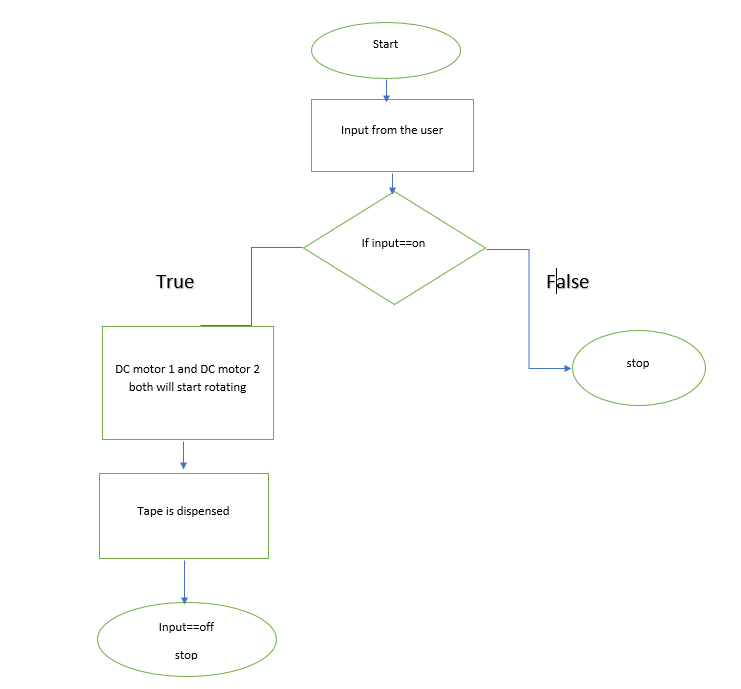 Start
Input from the user
If input==on
True
False
DC motor 1 and DC motor 2
both will start rotating
stop
Tape is dispensed
Input==off
stop